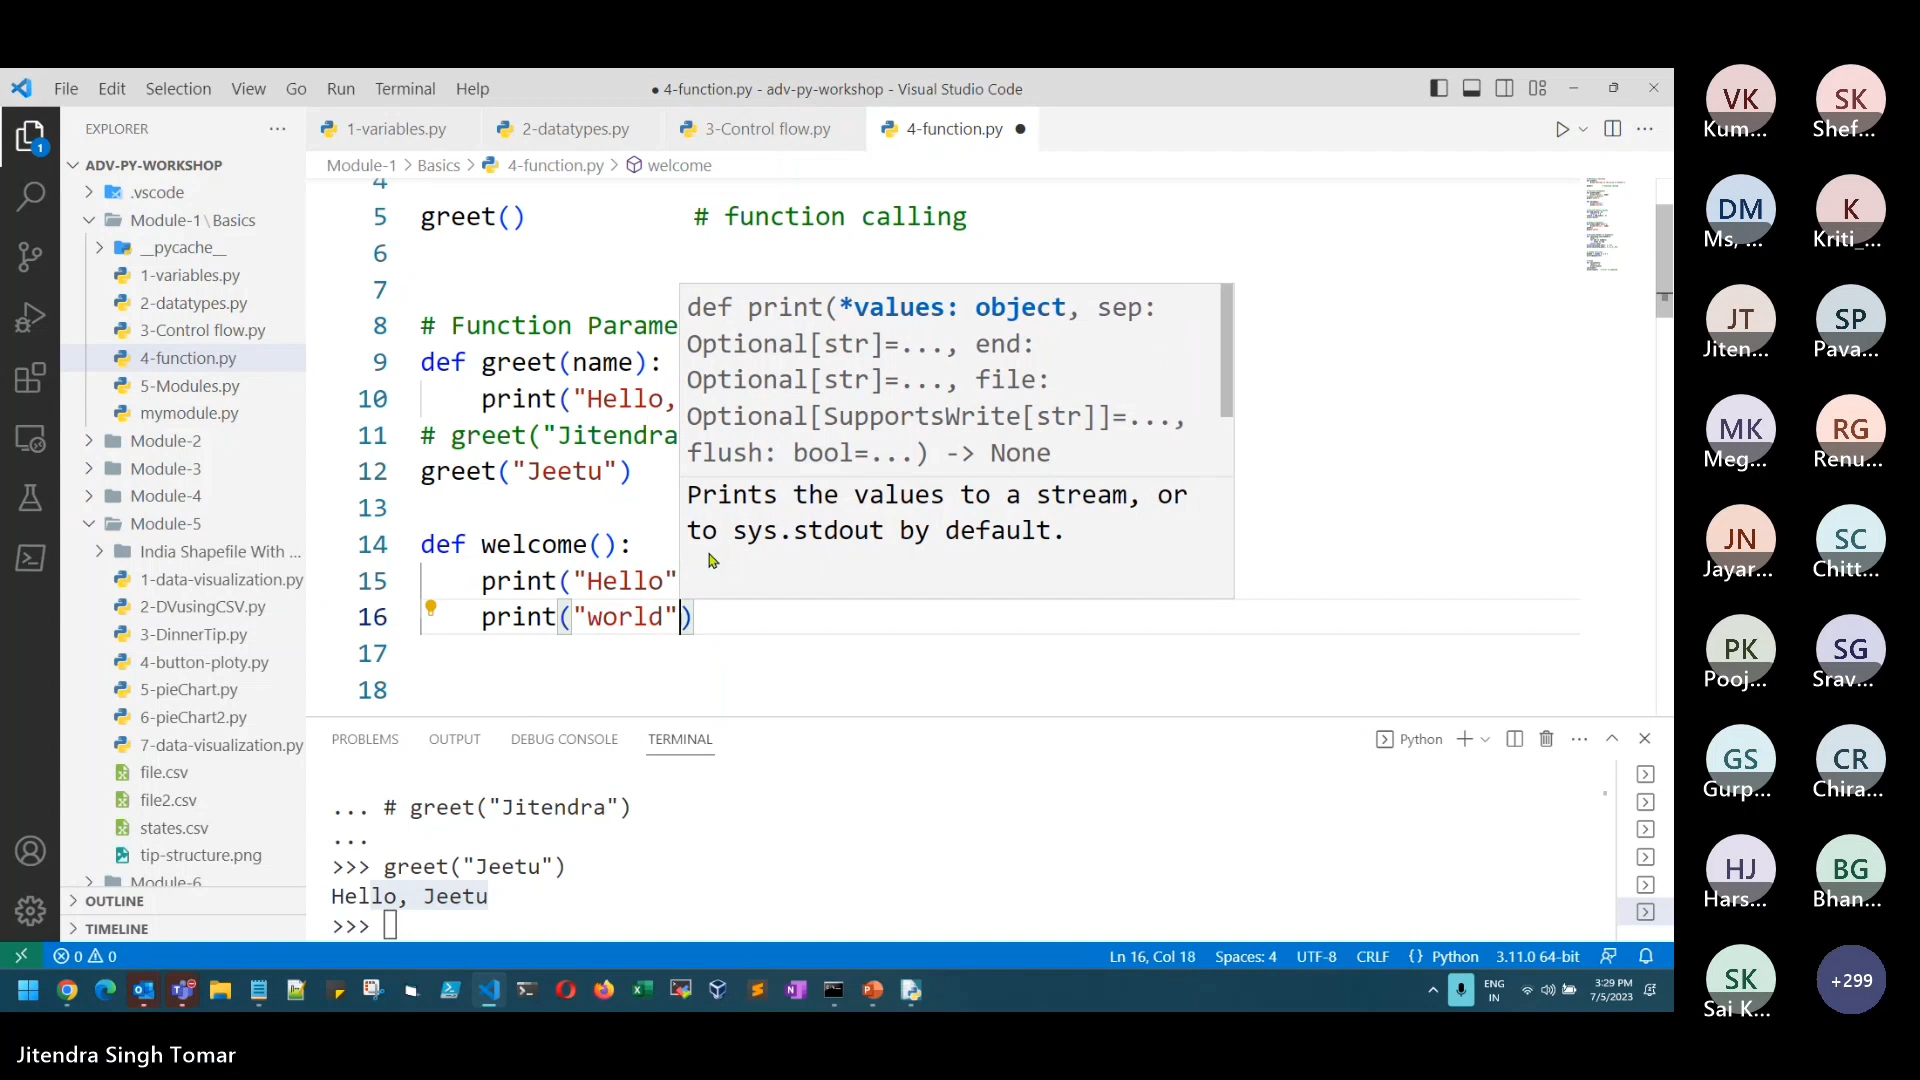 File Edit Selection View Go Run Terminal Help
● 4-function.py - adv-py-workshop - Visual Studio Code
EXPLORER
1-variables.py
2-datatypes.py
3-Control flow.py
4-function.py ●
Module-1 > Basics > 4-function.py > welcome
1
ADV-PY-WORKSHOP
.vscode
Module-1\Basics
__pycache__
1-variables.py
2-datatypes.py
3-Control flow.py
4-function.py
5-Modules.py
mymodule.py
Module-2
Module-3
Module-4
Module-5
India Shapefile With ...
1-data-visualization.py
2-DVusingCSV.py
3-DinnerTip.py
4-button-ploty.py
5-pieChart.py
6-pieChart2.py
7-data-visualization.py
file.csv
file2.csv
states.csv
tip-structure.png
Module-6
OUTLINE
TIMELINE
4
5 greet() # function calling
6
7
8 # Function Parame
9 def greet(name):
10 print("Hello,
11 # greet("Jitendra
12 greet("Jeetu")
13
14 def welcome():
15 print("Hello"
16 print("world")
17
18
def print(*values: object, sep:
Optional[str]=..., end:
Optional[str]=..., file:
Optional[SupportsWrite[str]]=...,
flush: bool=...) -> None
Prints the values to a stream, or
to sys.stdout by default.
PROBLEMS OUTPUT DEBUG CONSOLE TERMINAL
Python
... # greet("Jitendra")
...
>>> greet("Jeetu")
Hello, Jeetu
>>>
0 0
Ln 16, Col 18 Spaces: 4 UTF-8 CRLF {} Python 3.11.0 64-bit
ENG
IN
3:29 PM
7/5/2023
VK
Kum...
SK
Shef...
DM
Ms, ...
K
Kriti_...
JT
Jiten...
SP
Pava...
MK
Meg...
RG
Renu...
JN
Jayar...
SC
Chitt...
PK
Pooj...
SG
Srav...
GS
Gurp...
CR
Chira...
HJ
Hars...
BG
Bhan...
SK
Sai K...
+299
Jitendra Singh Tomar